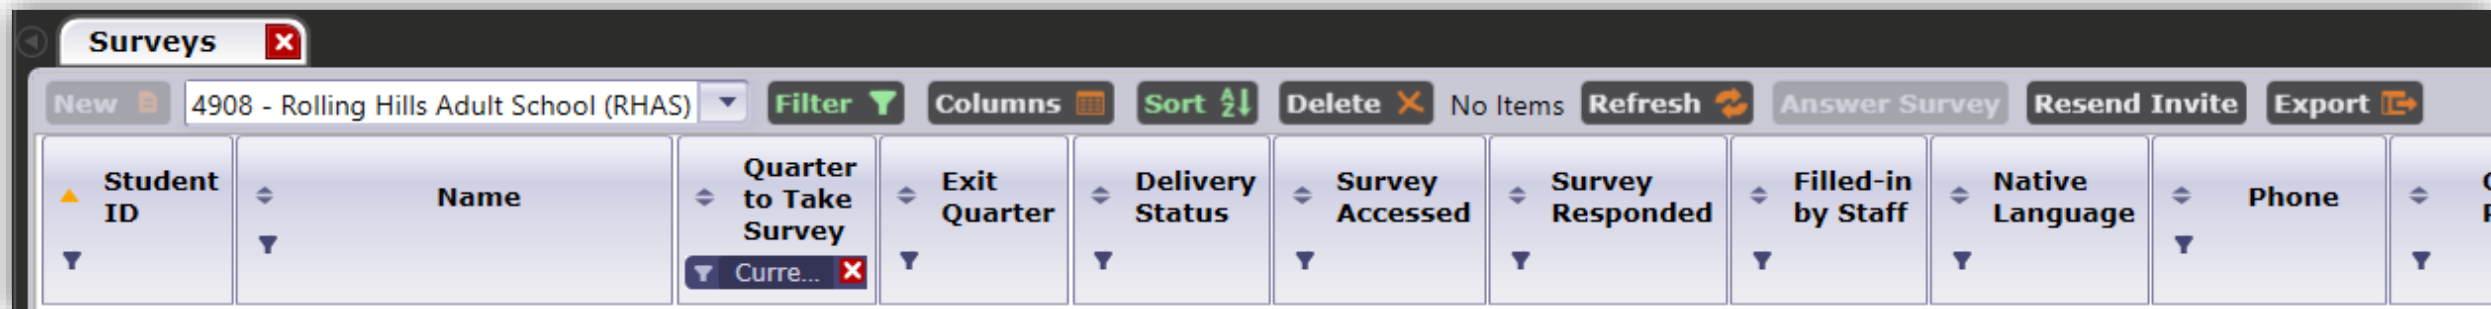 Surveys
New 4908 - Rolling Hills Adult School (RHAS) Filter Columns Sort Delete No Items Refresh Answer Survey Resend Invite Export
Student ID
Name
Quarter to Take Survey
Curre...
Exit Quarter
Delivery Status
Survey Accessed
Survey Responded
Filled-in by Staff
Native Language
Phone